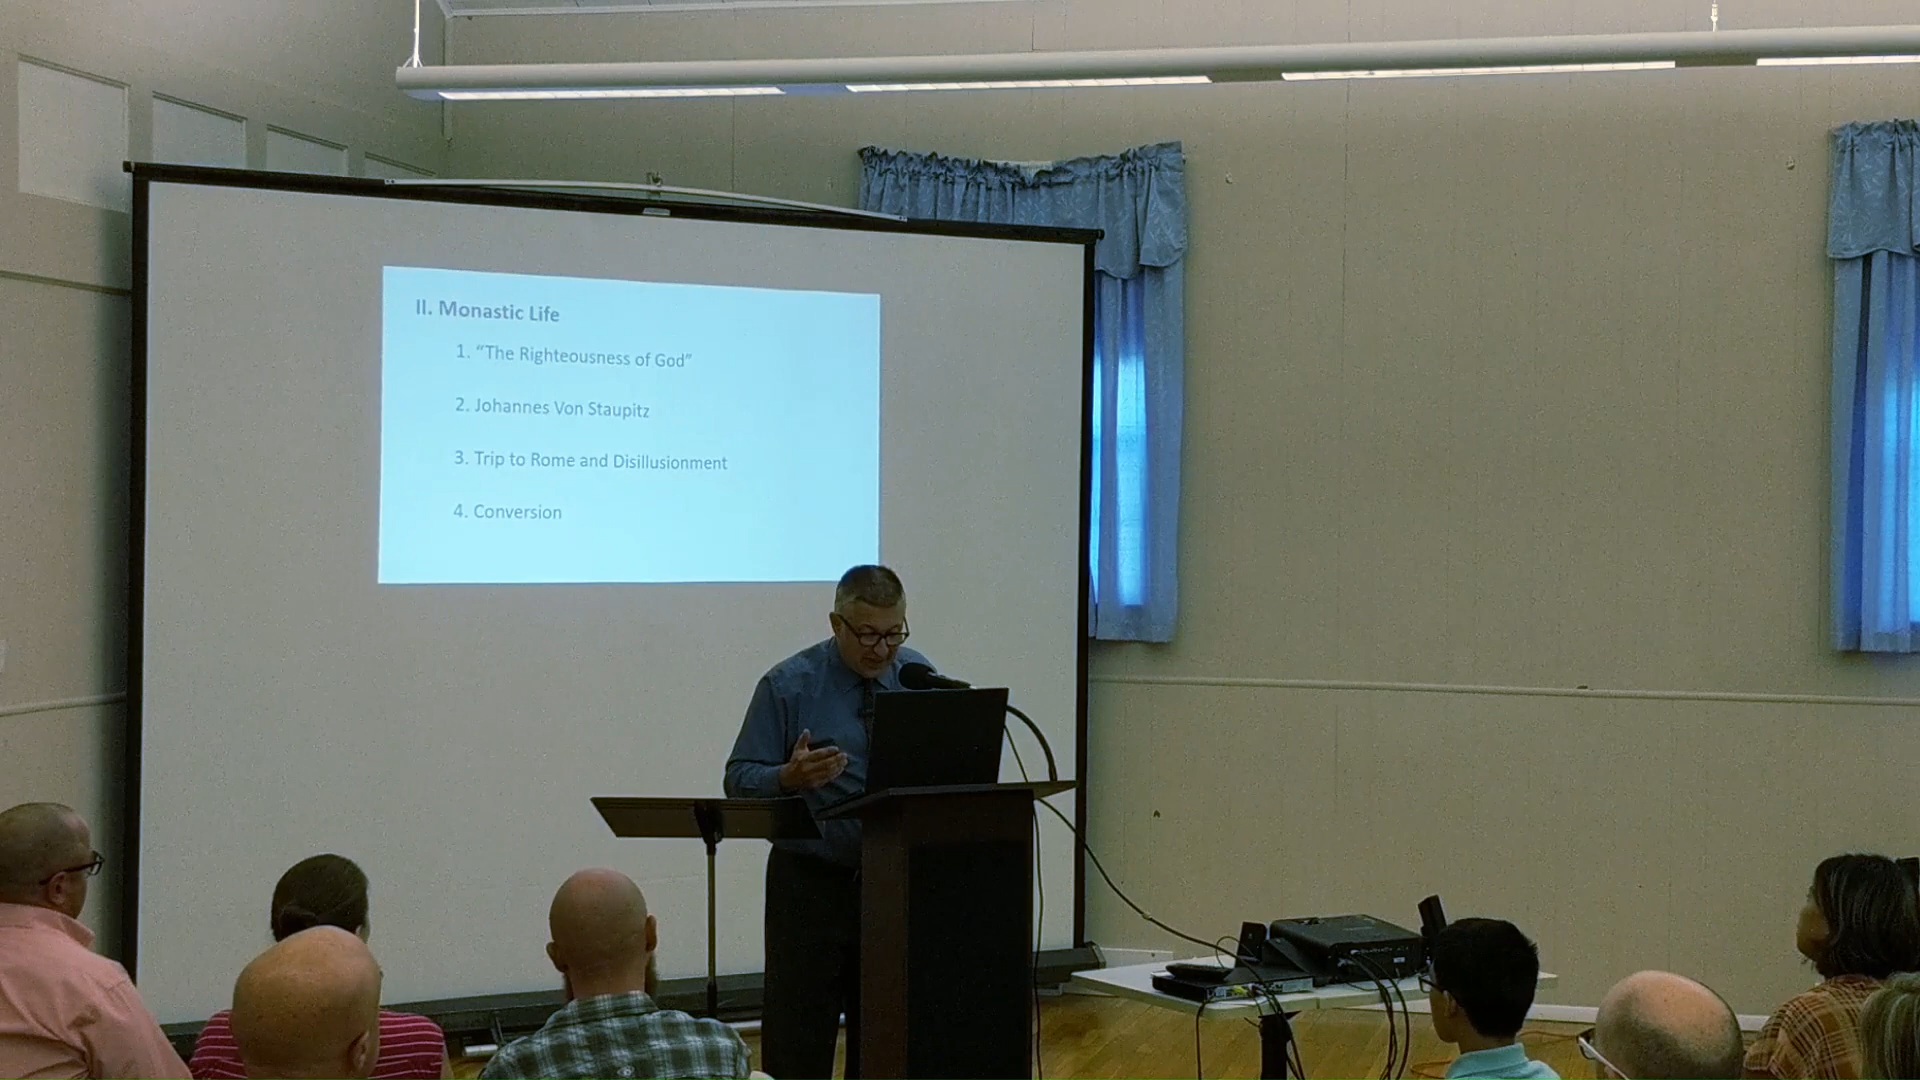 II. Monastic Life
1. “The Righteousness of God”
2. Johannes Von Staupitz
3. Trip to Rome and Disillusionment
4. Conversion